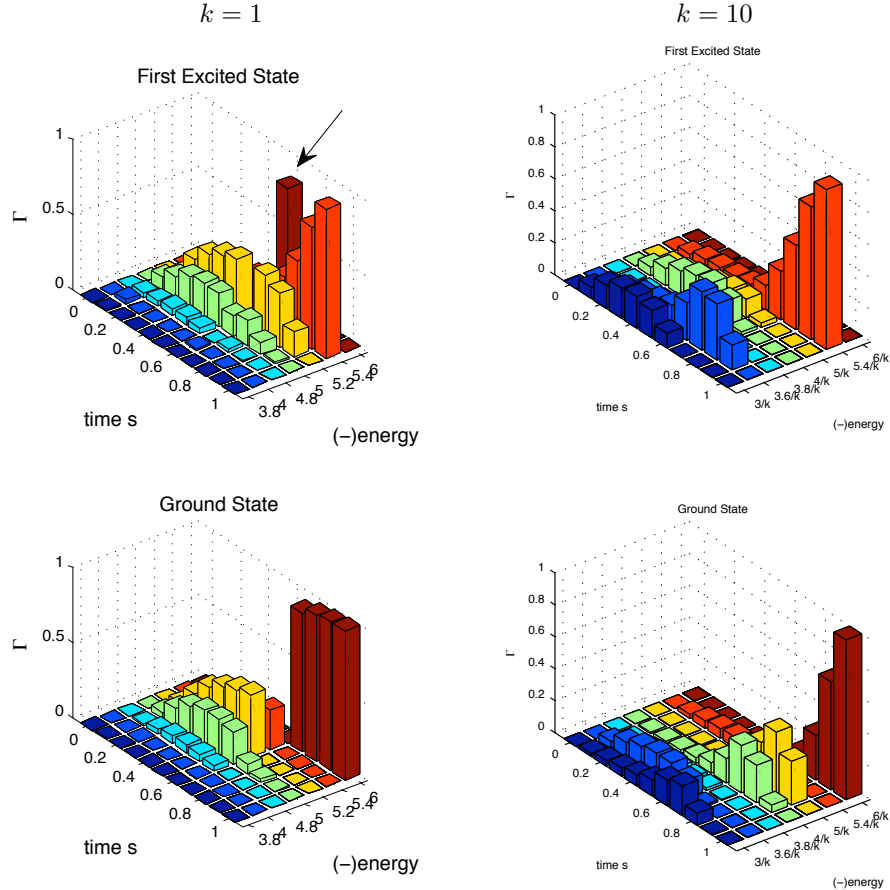 k = 1
k = 10
First Excited State
1
0.5
0
Γ
0
0.2
0.4
0.6
0.8
1
time s
3.8
4
4.8
5
5.2
5.4
6
(−)energy
First Excited State
1
0.8
0.6
0.4
0.2
0
Γ
0
0.2
0.4
0.6
0.8
1
time s
3/k
3.6/k
3.8/k
4/k
5/k
5.4/k
6/k
(−)energy
Ground State
1
0.5
0
Γ
0
0.2
0.4
0.6
0.8
1
time s
3.8
4
4.8
5
5.2
5.4
6
(−)energy
Ground State
1
0.8
0.6
0.4
0.2
0
Γ
0
0.2
0.4
0.6
0.8
1
time s
3/k
3.6/k
3.8/k
4/k
5/k
5.4/k
6/k
(−)energy